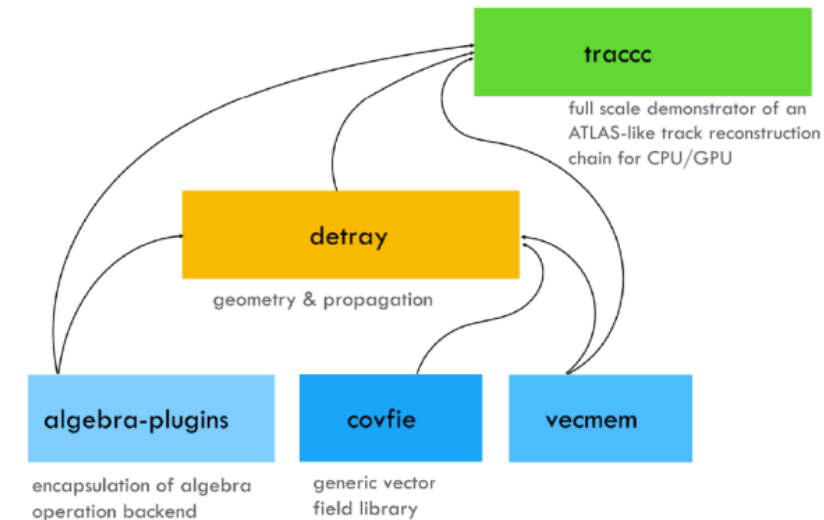 traccc
full scale demonstrator of an
ATLAS-like track reconstruction
chain for CPU/GPU
detray
geometry & propagation
algebra-plugins
encapsulation of algebra
operation backend
covfie
generic vector
field library
vecmem